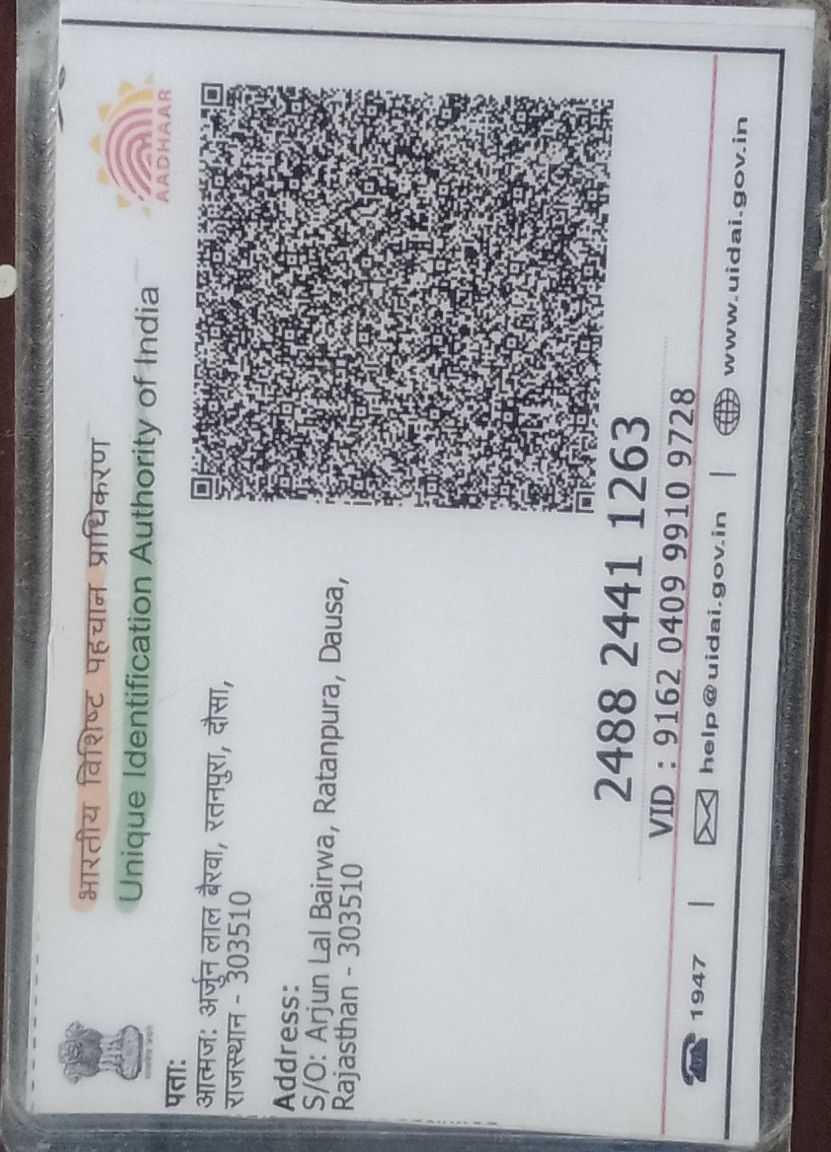 भारतीय विशिष्ट पहचान प्राधिकरण
Unique Identification Authority of India
AADHAAR
पता:
आत्मज: अर्जुन लाल बैरवा, रतनपुरा, दौसा,
राजस्थान - 303510
Address:
S/O: Arjun Lal Bairwa, Ratanpura, Dausa,
Rajasthan - 303510
2488 2441 1263
VID : 9162 0409 9910 9728
1947 | help@uidai.gov.in | www.uidai.gov.in